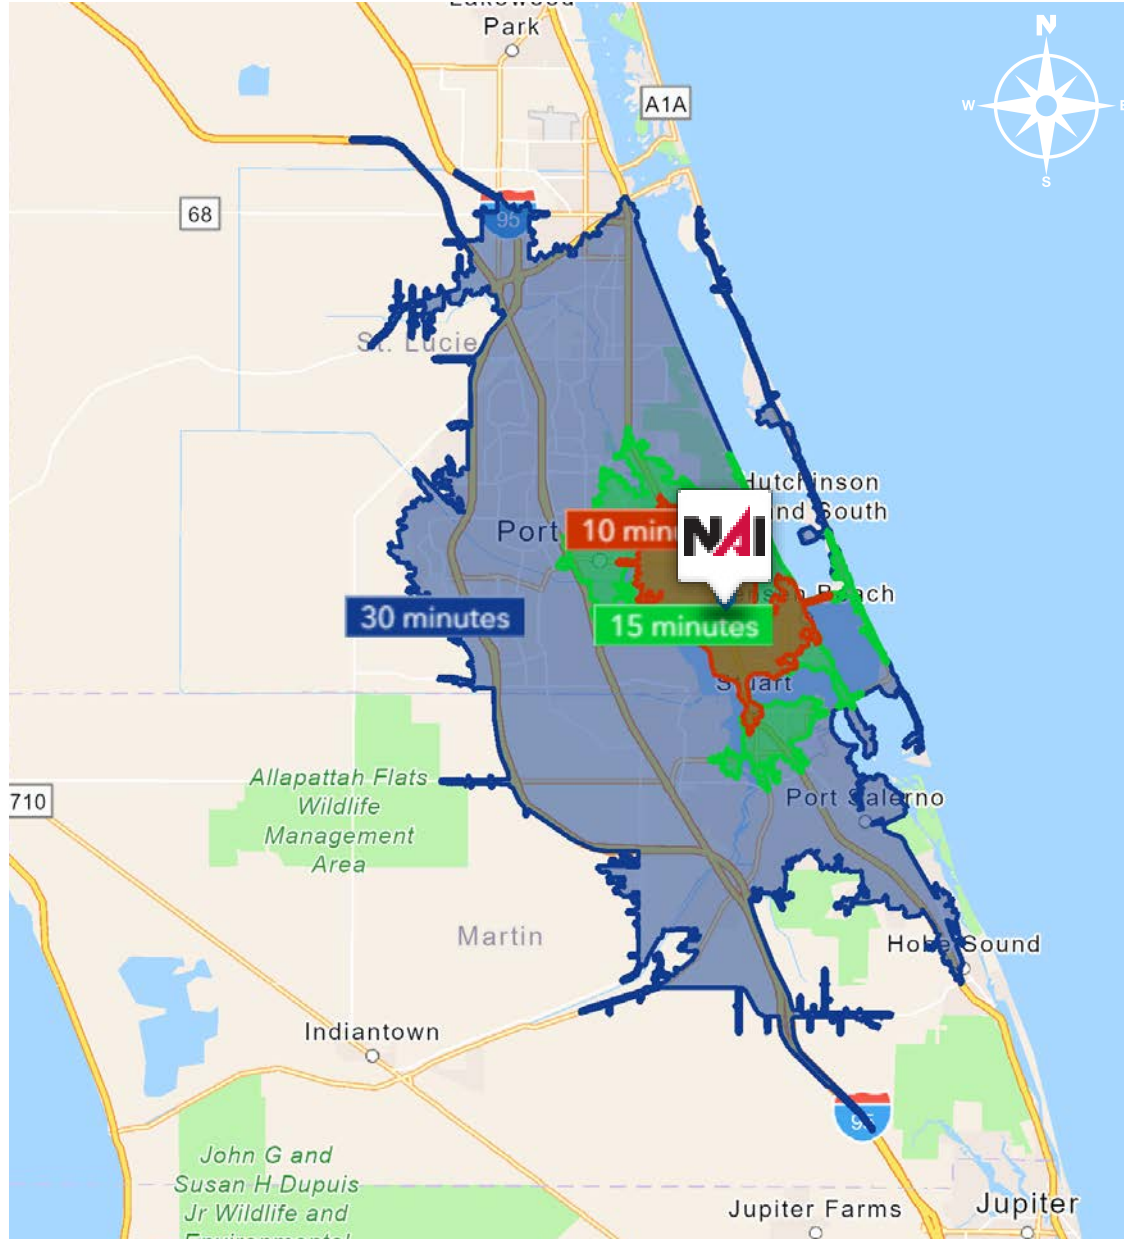 Park
N
W
S
A1A
95
68
St. Lucie
Hutchinson
South
Port
10
NAI
Beach
30 minutes
15 minutes
Stuart
Allapattah Flats
Wildlife
Management
Area
710
Port Salerno
Martin
Hobe Sound
Indiantown
95
John G and
Susan H Dupuis
Jr Wildlife and
Jupiter Farms
Jupiter